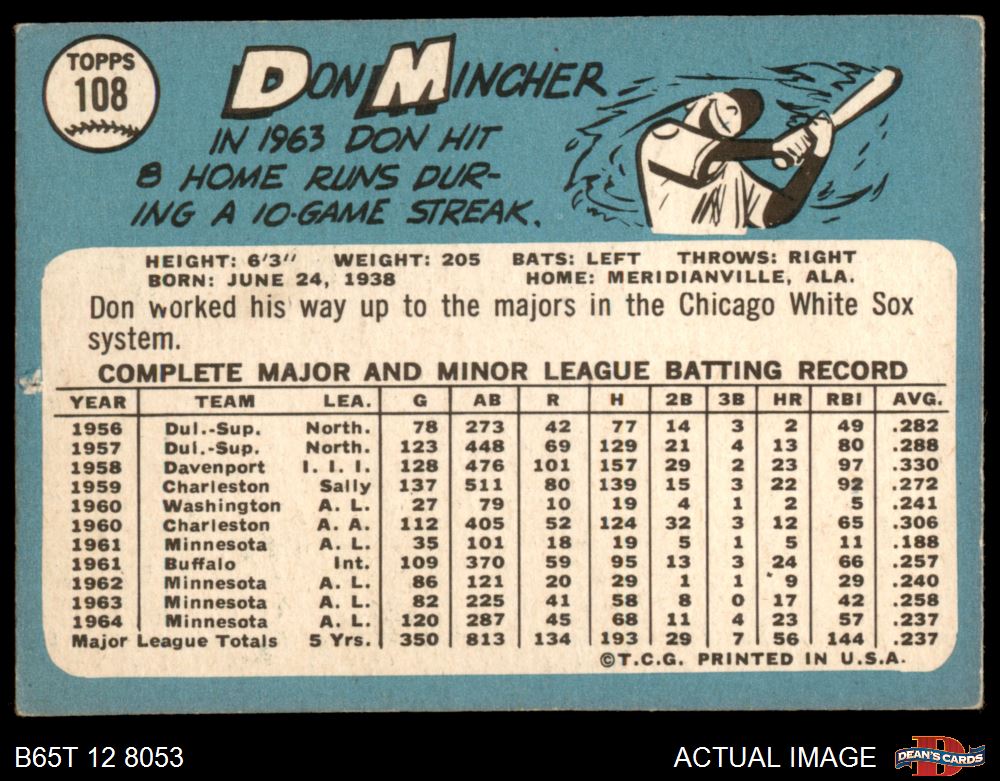 TOPPS
108
DON MINCHER
IN 1963 DON HIT
8 HOME RUNS DUR-
ING A 10-GAME STREAK.
HEIGHT: 6'3" WEIGHT: 205 BATS: LEFT THROWS: RIGHT
BORN: JUNE 24, 1938 HOME: MERIDIANVILLE, ALA.
Don worked his way up to the majors in the Chicago White Sox
system.
COMPLETE MAJOR AND MINOR LEAGUE BATTING RECORD
YEAR TEAM LEA. G AB R H 2B 3B HR RBI AVG.
1956 Dul.-Sup. North. 78 273 42 77 14 3 2 49 .282
1957 Dul.-Sup. North. 123 448 69 129 21 4 13 80 .288
1958 Davenport I. I. I. 128 476 101 157 29 2 23 97 .330
1959 Charleston Sally 137 511 80 139 15 3 22 92 .272
1960 Washington A. L. 27 79 10 19 4 1 2 5 .241
1960 Charleston A. A. 112 405 52 124 32 3 12 65 .306
1961 Minnesota A. L. 35 101 18 19 5 1 5 11 .188
1961 Buffalo Int. 109 370 59 95 13 3 24 66 .257
1962 Minnesota A. L. 86 121 20 29 1 1 9 29 .240
1963 Minnesota A. L. 82 225 41 58 8 0 17 42 .258
1964 Minnesota A. L. 120 287 45 68 11 4 23 57 .237
Major League Totals 5 Yrs. 350 813 134 193 29 7 56 144 .237
©T.C.G. PRINTED IN U.S.A.
B65T 12 8053
ACTUAL IMAGE
DEAN'S CARDS